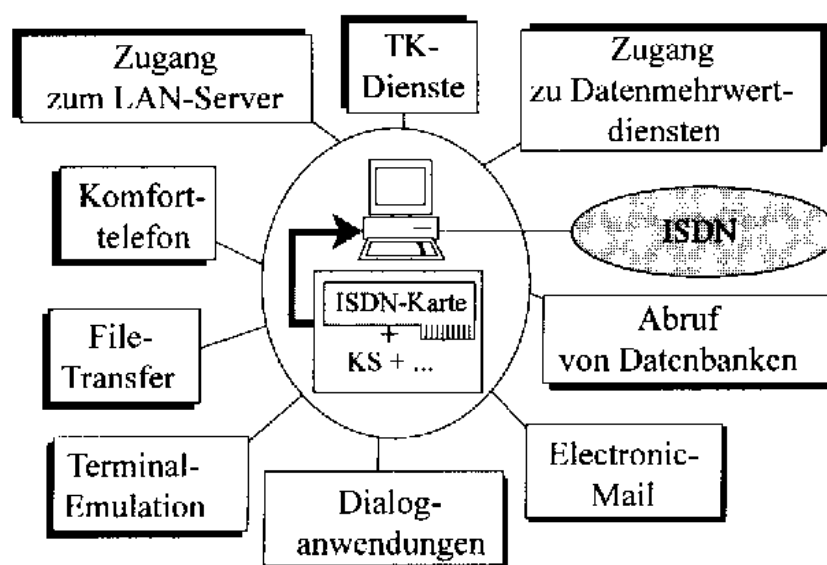 Zugang
zum LAN-Server
TK-
Dienste
Zugang
zu Datenmehrwert-
diensten
Komfort-
telefon
ISDN
ISDN-Karte
+
KS + ...
File-
Transfer
Abruf
von Datenbanken
Terminal-
Emulation
Dialog-
anwendungen
Electronic-
Mail